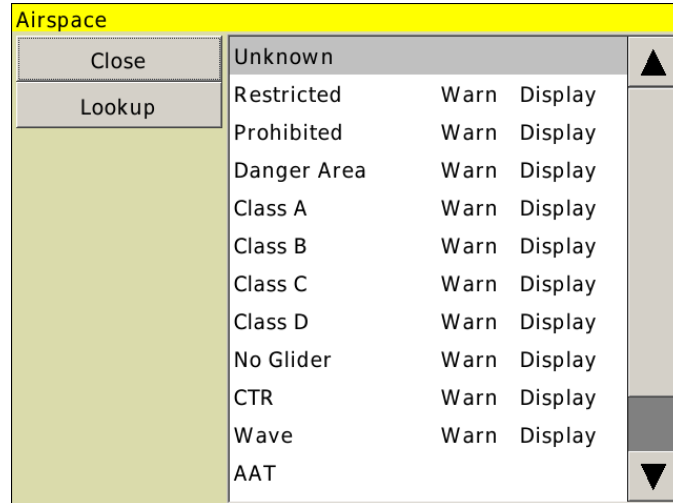 Airspace
Close
Lookup
Unknown
Restricted Warn Display
Prohibited Warn Display
Danger Area Warn Display
Class A Warn Display
Class B Warn Display
Class C Warn Display
Class D Warn Display
No Glider Warn Display
CTR Warn Display
Wave Warn Display
AAT